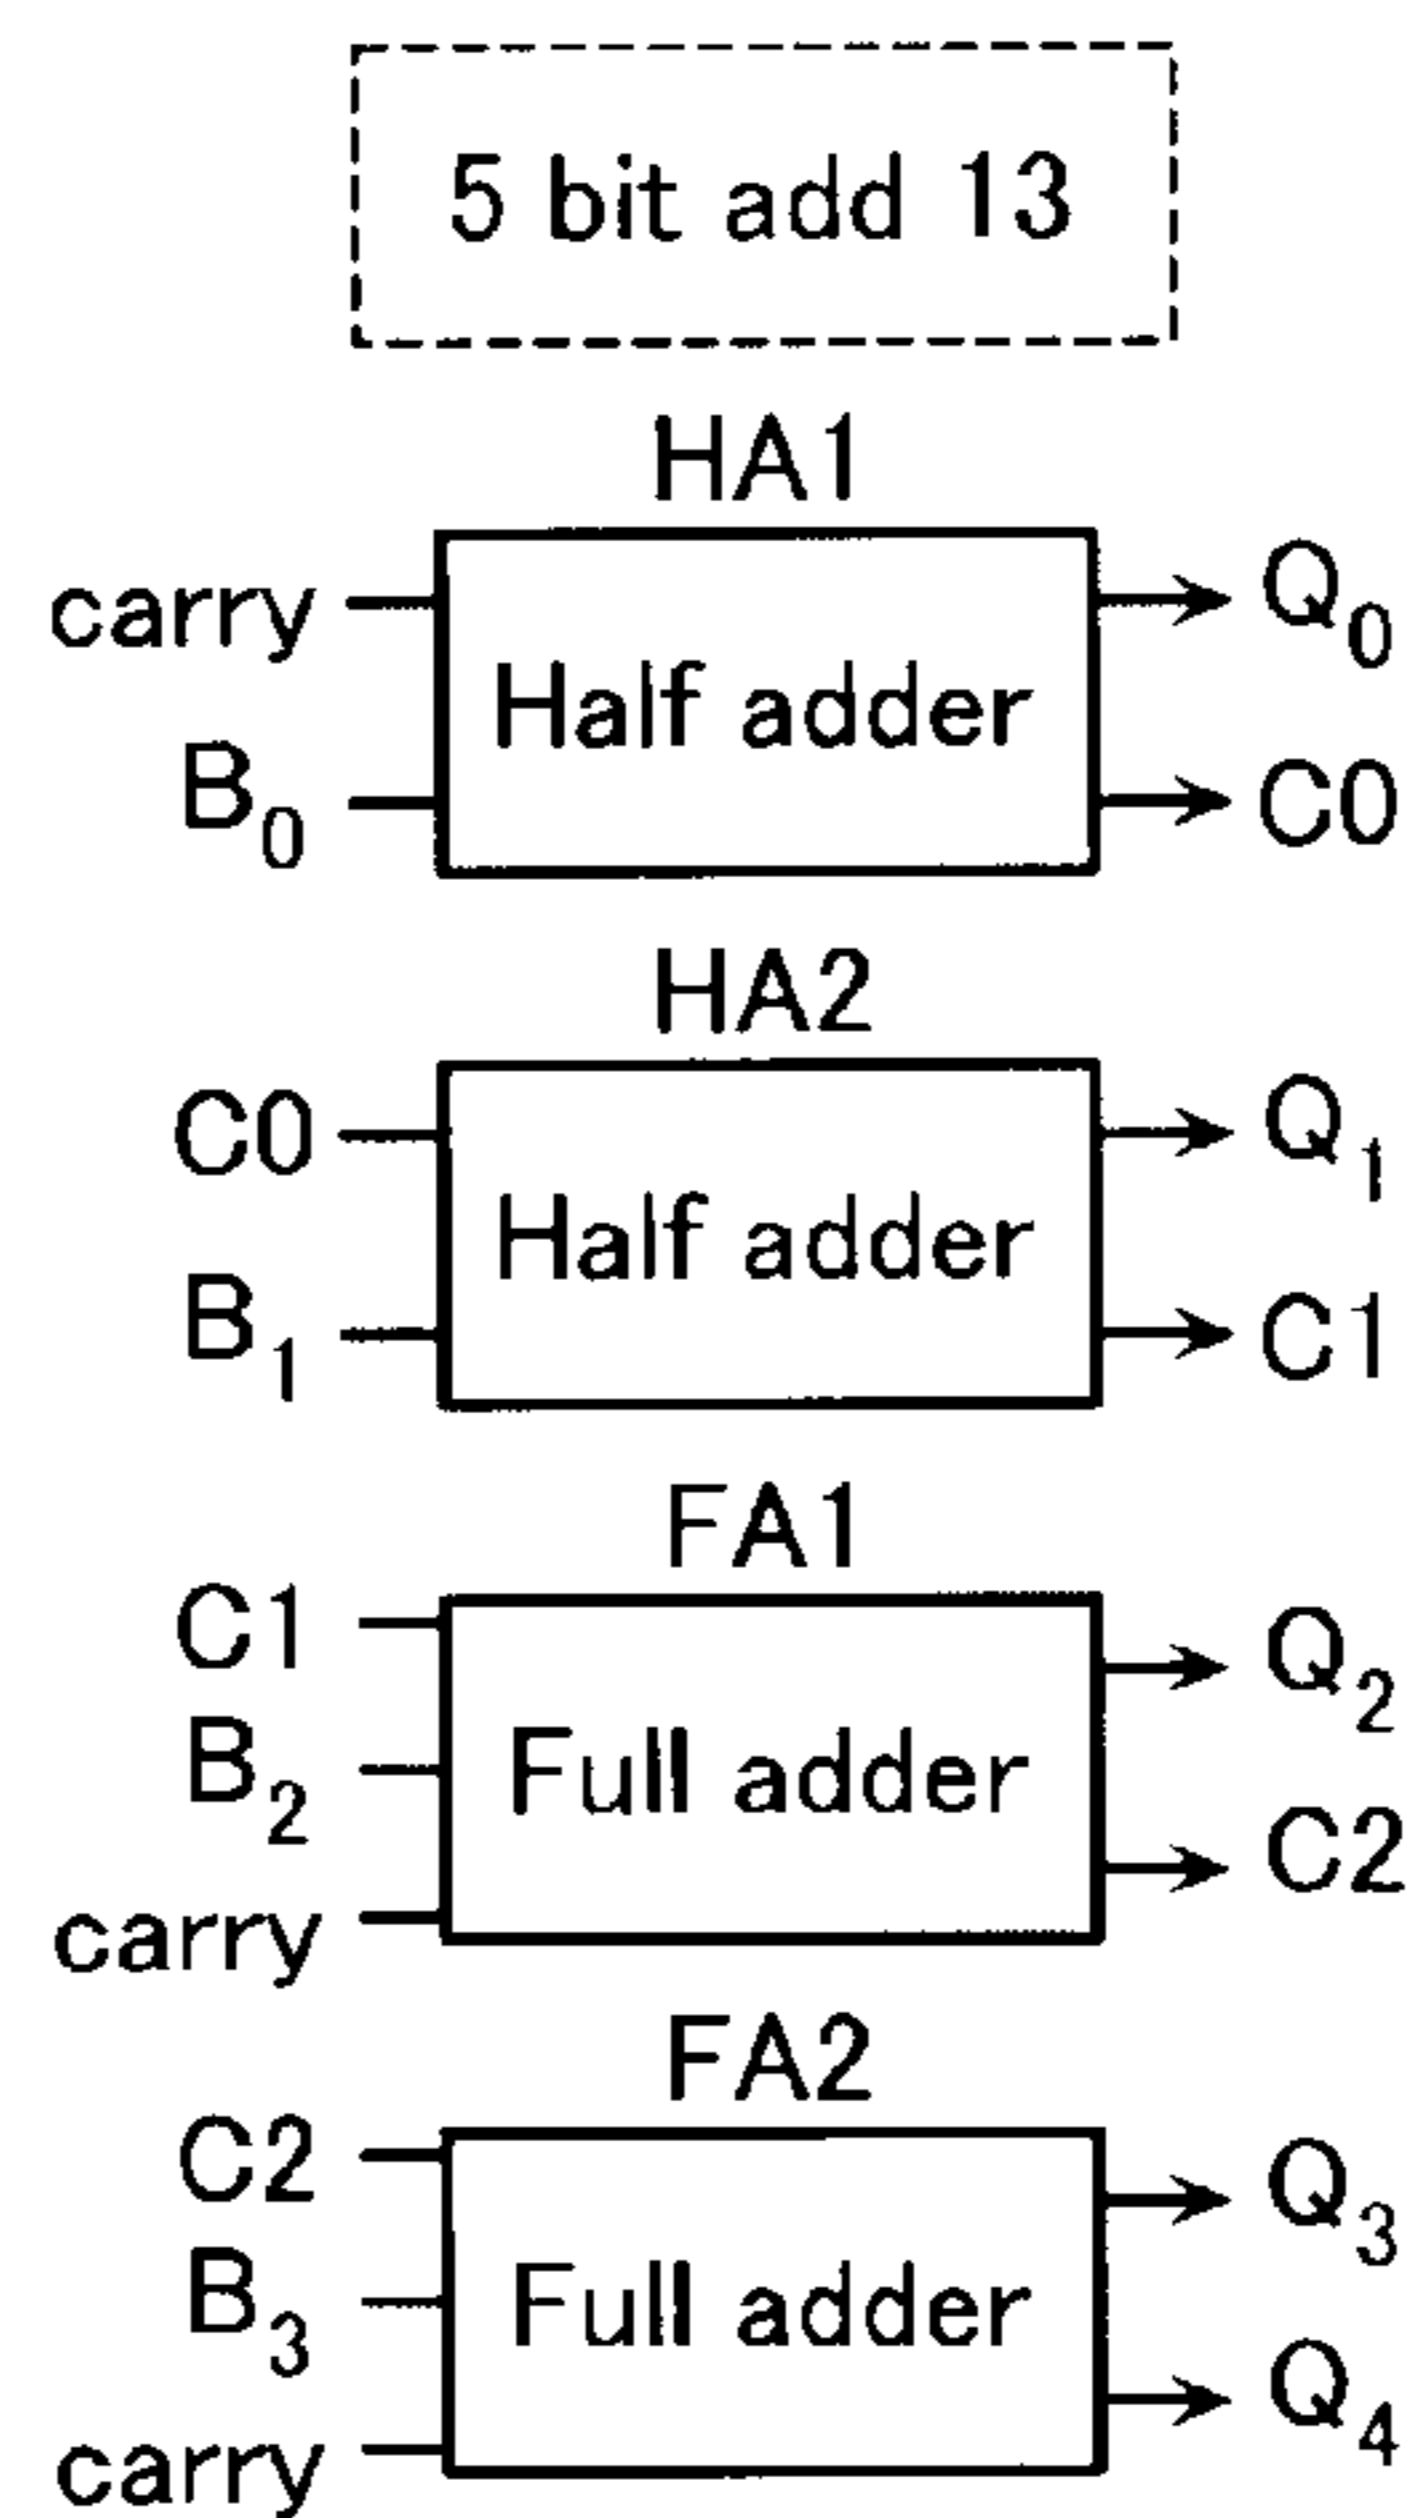 5 bit add 13
HA1
carry
Q0
Half adder
B0
C0
HA2
C0
Q1
Half adder
B1
C1
FA1
C1
Q2
B2
Full adder
C2
carry
FA2
C2
Q3
B3
Full adder
Q4
carry